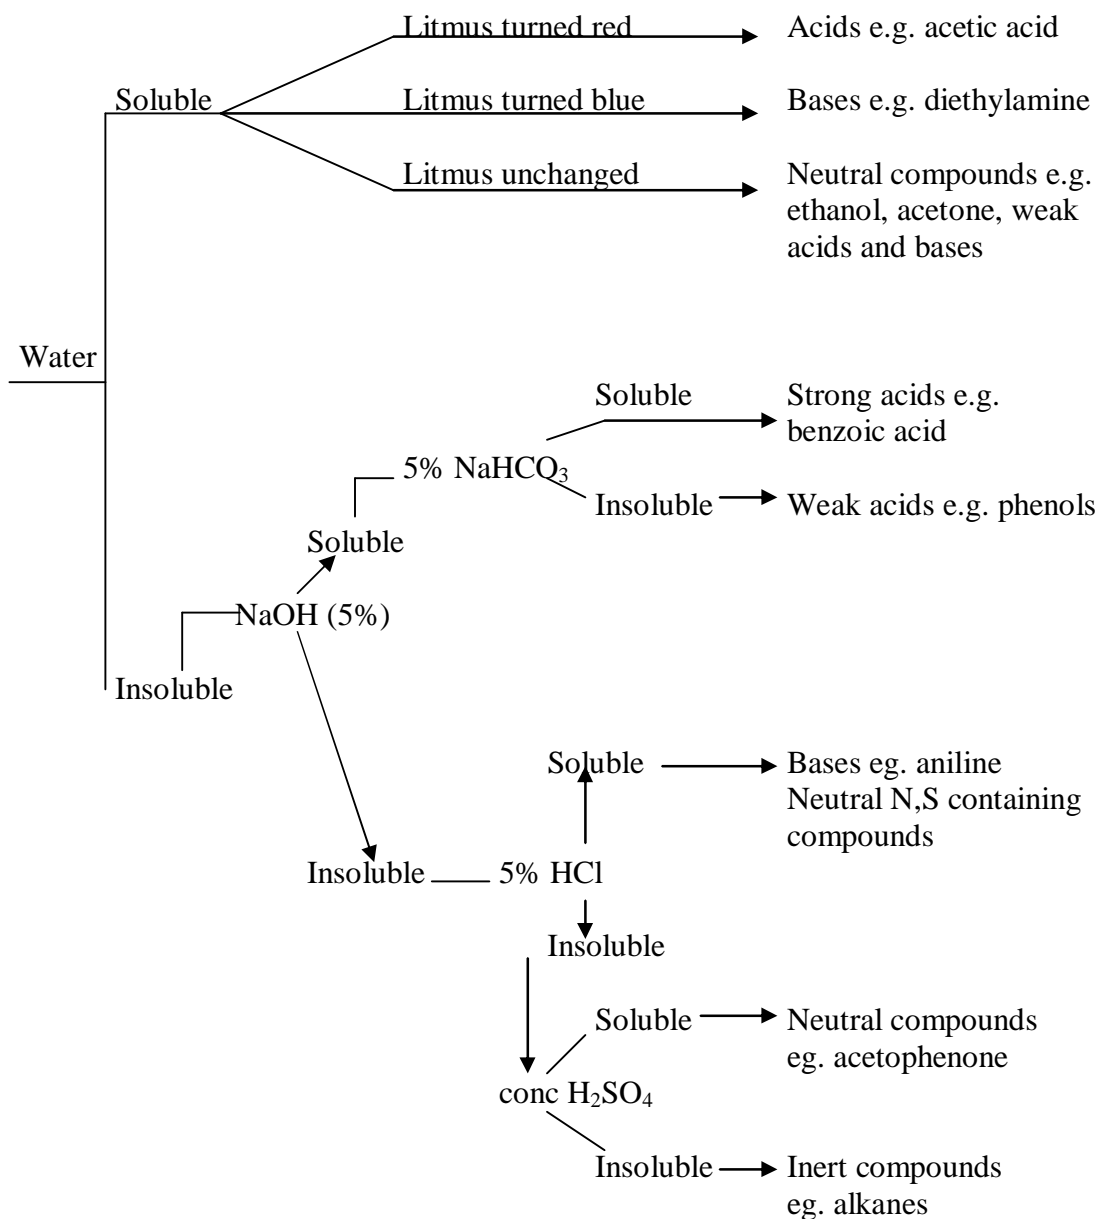 Litmus turned red
Acids e.g. acetic acid
Soluble
Litmus turned blue
Bases e.g. diethylamine
Litmus unchanged
Neutral compounds e.g.
ethanol, acetone, weak
acids and bases
Water
Soluble
Strong acids e.g.
benzoic acid
5% NaHCO₃
Insoluble
Weak acids e.g. phenols
Soluble
NaOH (5%)
Insoluble
Soluble
Bases eg. aniline
Neutral N,S containing
compounds
Insoluble
5% HCl
Insoluble
Soluble
Neutral compounds
eg. acetophenone
conc H₂SO₄
Insoluble
Inert compounds
eg. alkanes